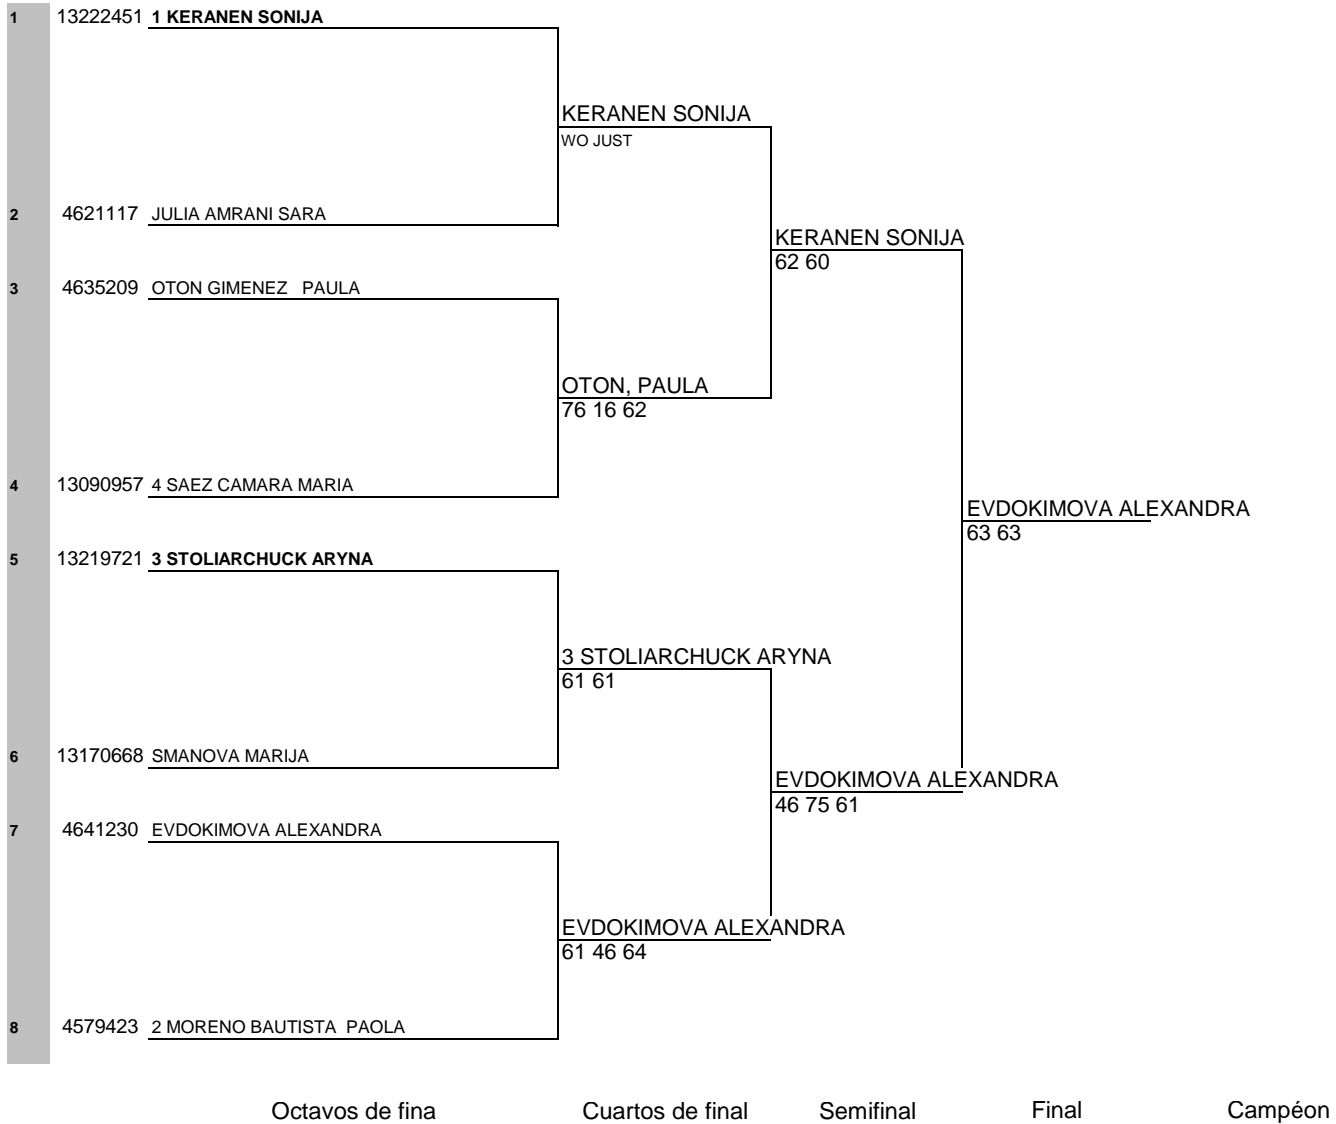 1 13222451 1 KERANEN SONIJA
KERANEN SONIJA
WO JUST
2 4621117 JULIA AMRANI SARA
KERANEN SONIJA
62 60
3 4635209 OTON GIMENEZ   PAULA
OTON, PAULA
76 16 62
4 13090957 4 SAEZ CAMARA MARIA
EVDOKIMOVA ALEXANDRA
63 63
5 13219721 3 STOLIARCHUCK ARYNA
3 STOLIARCHUCK ARYNA
61 61
6 13170668 SMANOVA MARIJA
EVDOKIMOVA ALEXANDRA
46 75 61
7 4641230 EVDOKIMOVA ALEXANDRA
EVDOKIMOVA ALEXANDRA
61 46 64
8 4579423 2 MORENO BAUTISTA  PAOLA
Octavos de fina Cuartos de final Semifinal Final Campéon